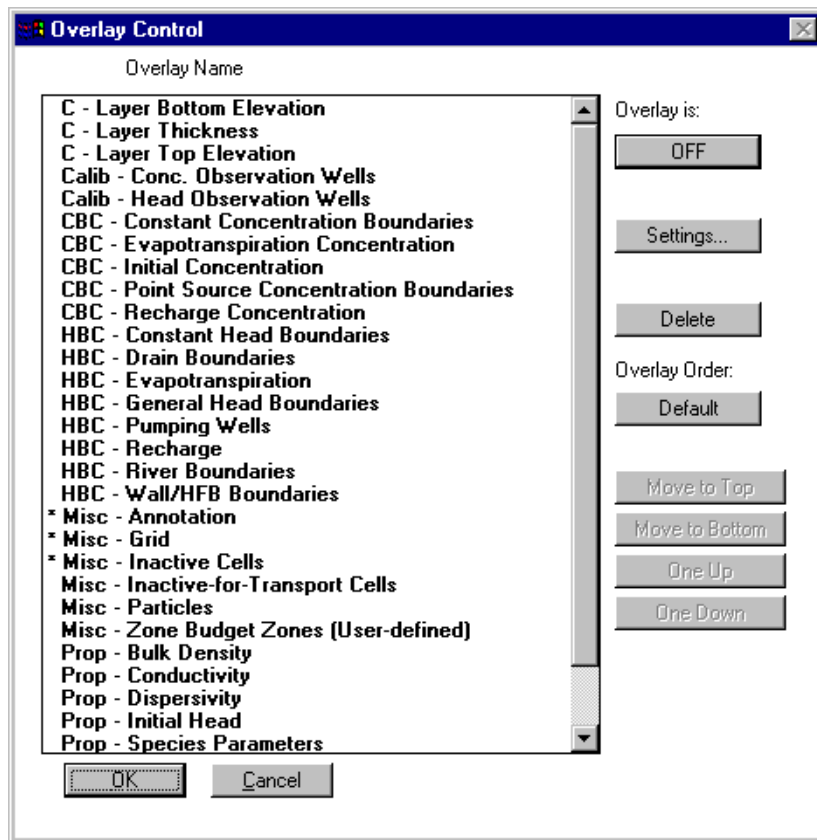 Overlay Control
Overlay Name
C - Layer Bottom Elevation
C - Layer Thickness
C - Layer Top Elevation
Calib - Conc. Observation Wells
Calib - Head Observation Wells
CBC - Constant Concentration Boundaries
CBC - Evapotranspiration Concentration
CBC - Initial Concentration
CBC - Point Source Concentration Boundaries
CBC - Recharge Concentration
HBC - Constant Head Boundaries
HBC - Drain Boundaries
HBC - Evapotranspiration
HBC - General Head Boundaries
HBC - Pumping Wells
HBC - Recharge
HBC - River Boundaries
HBC - Wall/HFB Boundaries
* Misc - Annotation
* Misc - Grid
* Misc - Inactive Cells
Misc - Inactive-for-Transport Cells
Misc - Particles
Misc - Zone Budget Zones (User-defined)
Prop - Bulk Density
Prop - Conductivity
Prop - Dispersivity
Prop - Initial Head
Prop - Species Parameters
Overlay is:
OFF
Settings...
Delete
Overlay Order:
Default
Move to Top
Move to Bottom
One Up
One Down
OK
Cancel